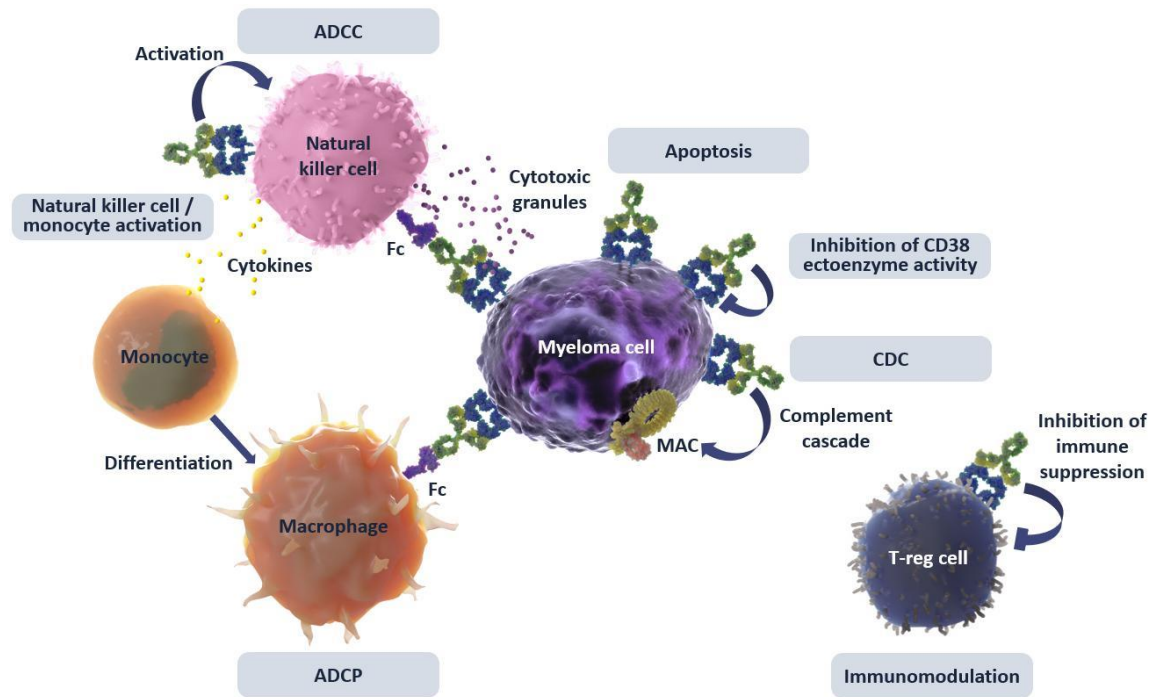 ADCC
Activation
Natural
killer cell
Apoptosis
Cytotoxic
granules
Natural killer cell /
monocyte activation
Fc
Inhibition of CD38
ectoenzyme activity
Cytokines
Monocyte
Myeloma cell
CDC
Complement
cascade
MAC
Inhibition of
immune
suppression
Differentiation
Fc
Macrophage
T-reg cell
ADCP
Immunomodulation